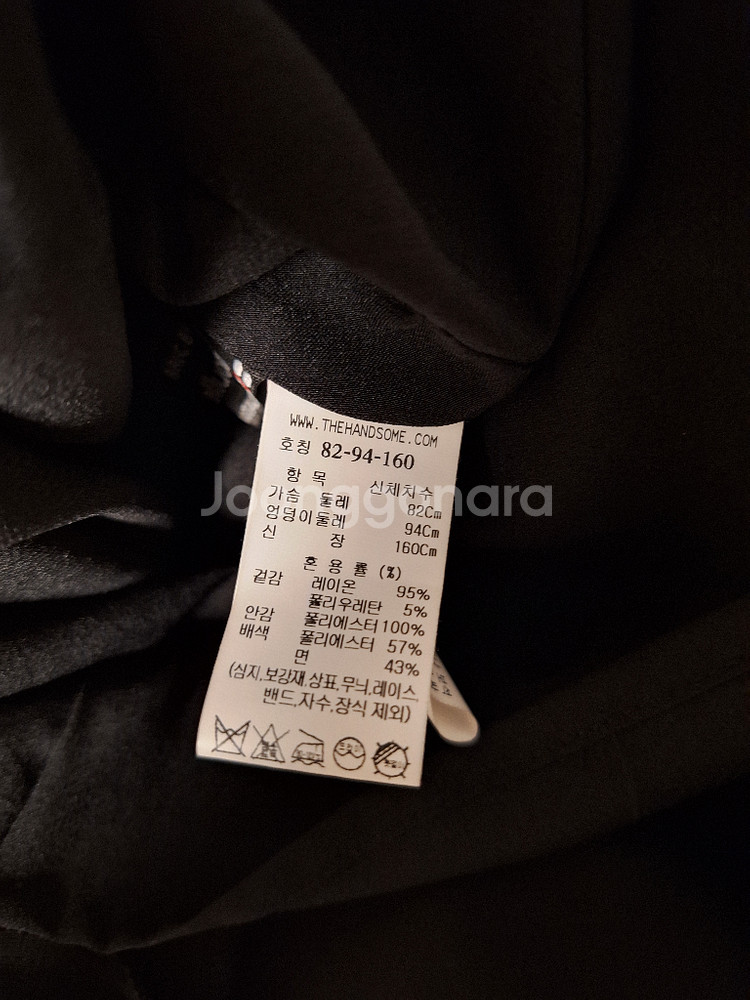 WWW.THEHANDSOME.COM
호칭 82-94-160
항 목 신체치수
가슴 둘레 82Cm
엉덩이둘레 94Cm
신 장 160Cm
혼 용 률 (%)
겉감 레이온 95%
폴리우레탄 5%
안감 폴리에스터 100%
배색 폴리에스터 57%
면 43%
(심지,보강재,상표,무늬,레이스
밴드,자수,장식 제외)
Joonggonara